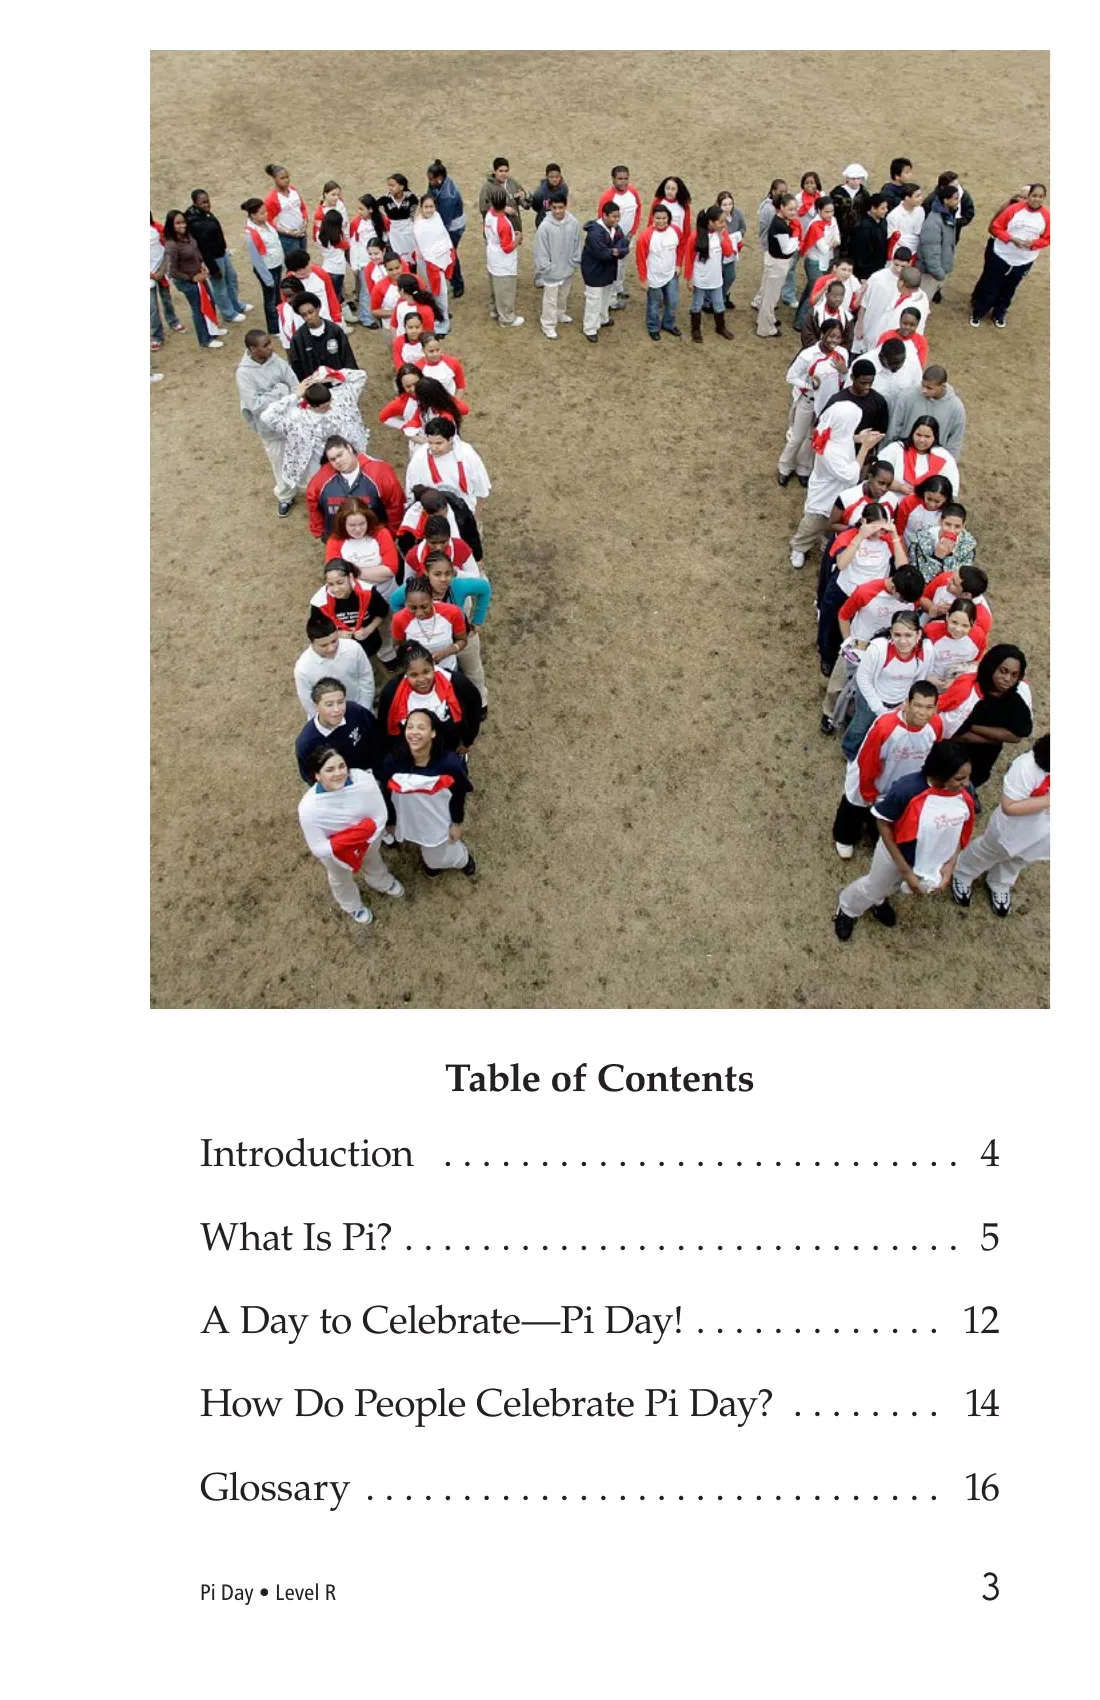 Table of Contents
Introduction . . . . . . . . . . . . . . . . . . . . . . . . . . . 4
What Is Pi? . . . . . . . . . . . . . . . . . . . . . . . . . . . . . 5
A Day to Celebrate—Pi Day! . . . . . . . . . . . . . 12
How Do People Celebrate Pi Day? . . . . . . . . 14
Glossary . . . . . . . . . . . . . . . . . . . . . . . . . . . . . . 16
Pi Day • Level R 3